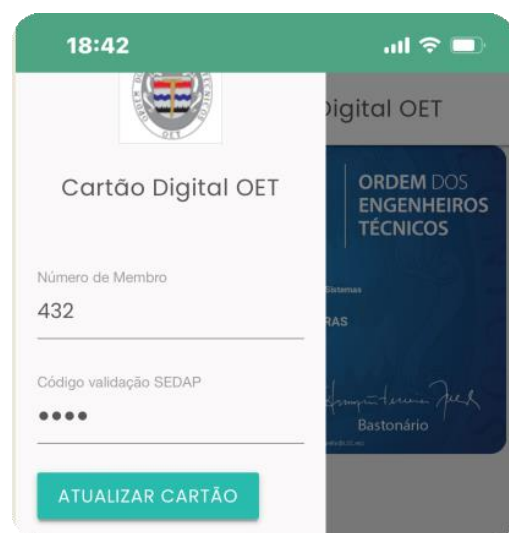 18:42
OET
Cartão Digital OET
Número de Membro
432
Código validação SEDAP
••••
ATUALIZAR CARTÃO
Digital OET
ORDEM DOS
ENGENHEIROS
TÉCNICOS
Sistemas
RAS
Bastonário